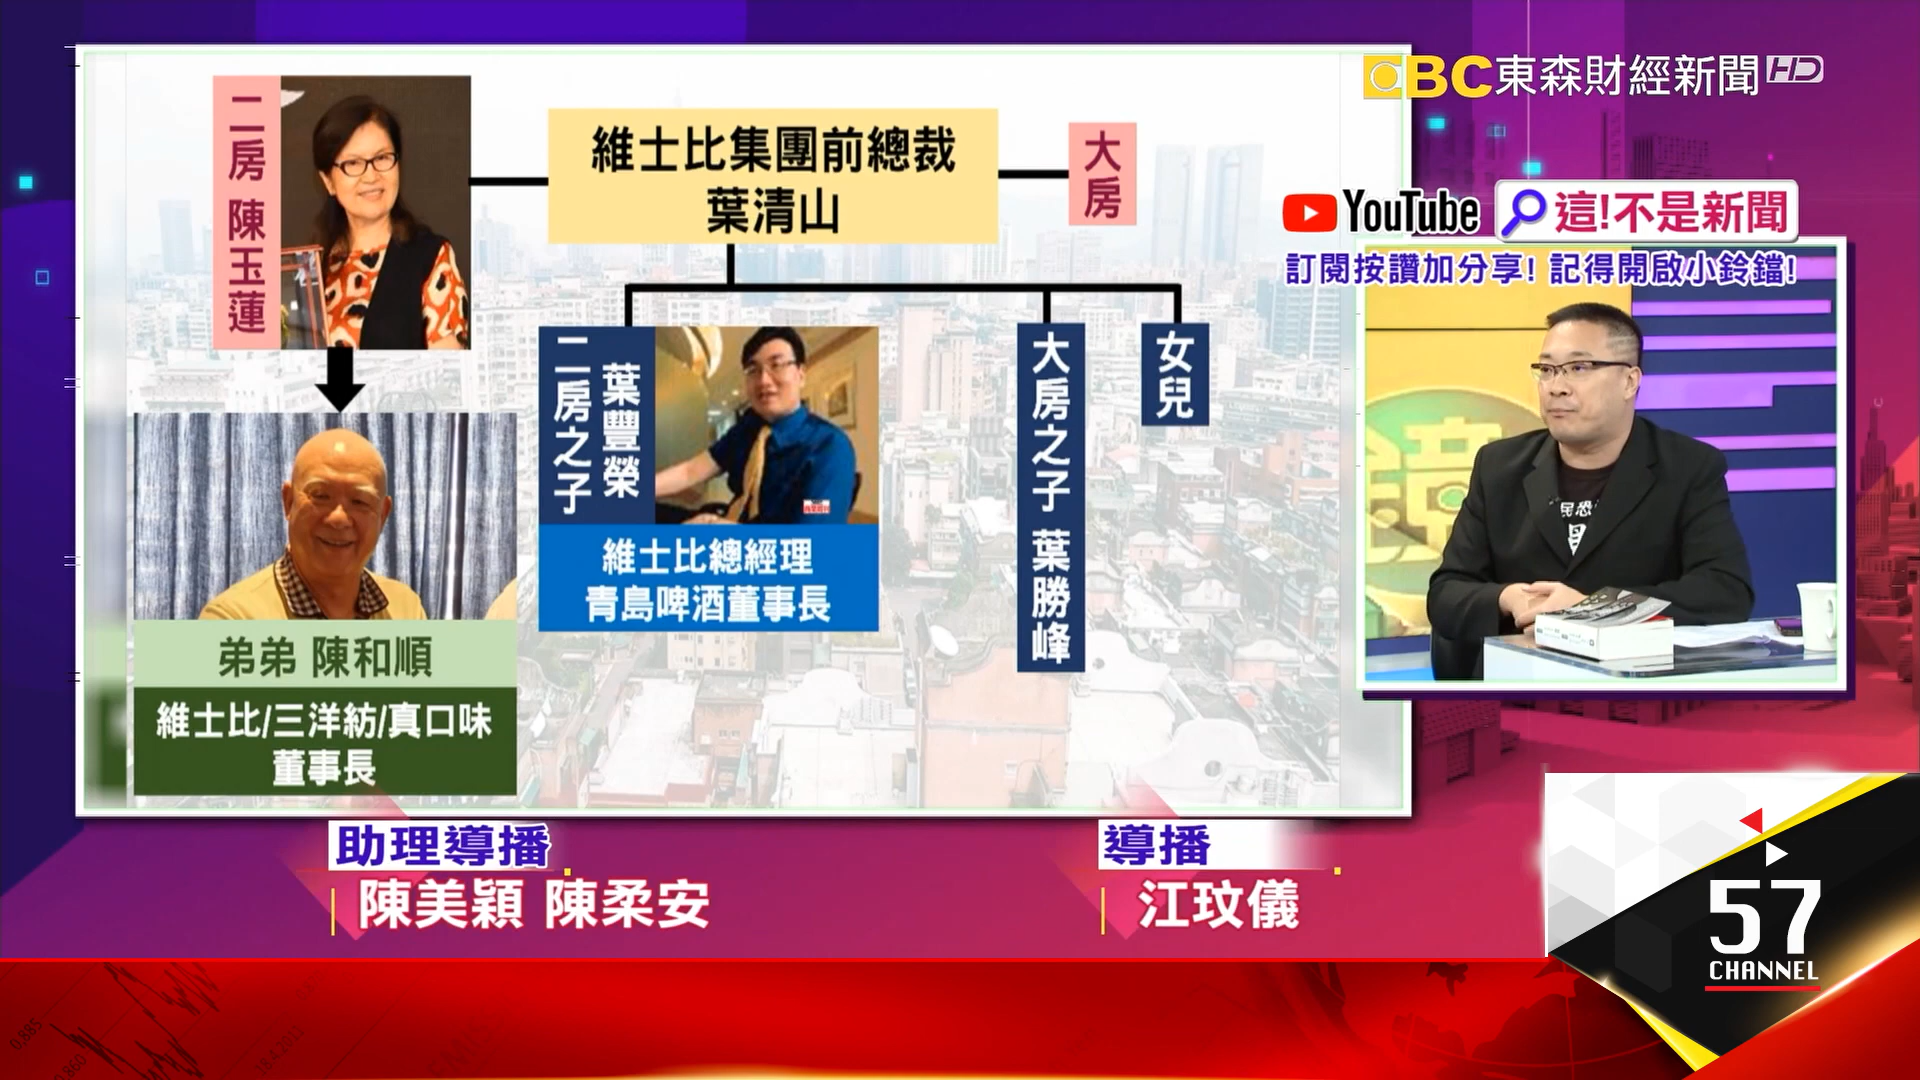 EBC東森財經新聞HD
YouTube 這!不是新聞
訂閱按讚加分享! 記得開啟小鈴鐺!
二房 陳玉蓮
維士比集團前總裁
葉清山
大房
二房之子
葉豐榮
維士比總經理
青島啤酒董事長
大房之子 葉勝峰
女兒
弟弟 陳和順
維士比/三洋紡/真口味
董事長
助理導播
陳美穎 陳柔安
導播
江玟儀
57
CHANNEL